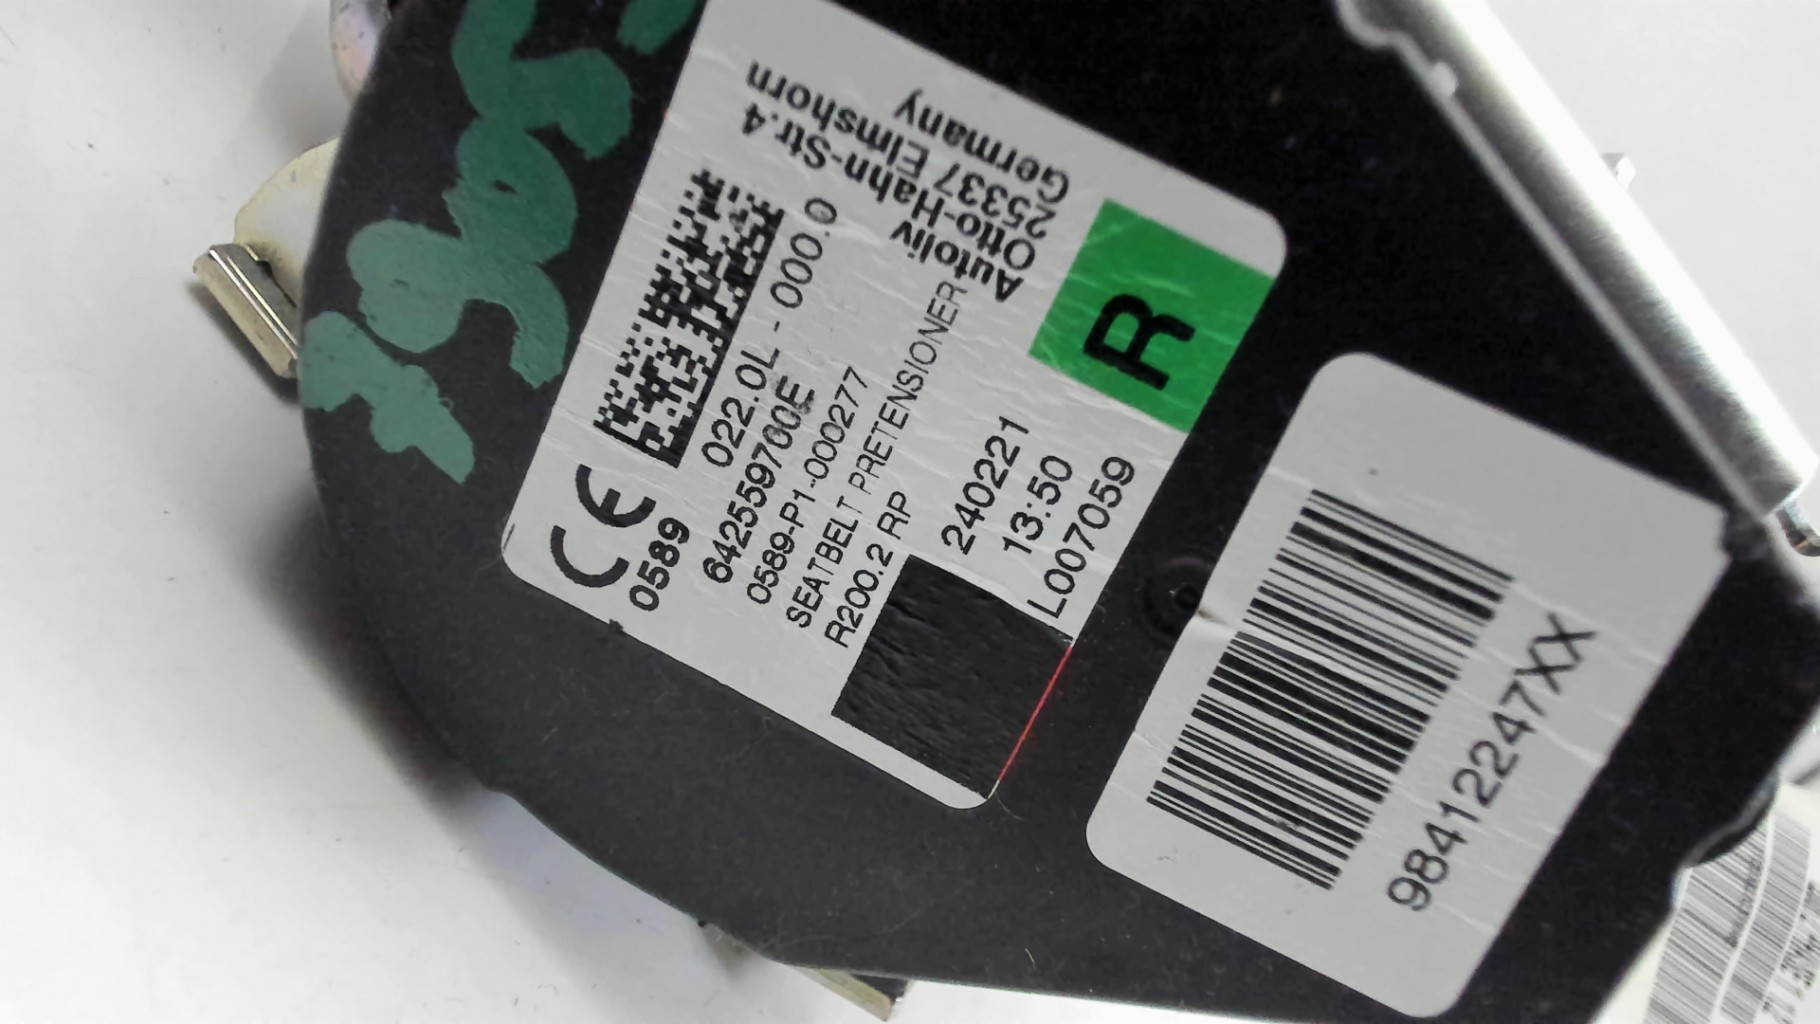 CE
0589
022.0L - 000.0
642559700E
0589-P1-000277
SEATBELT PRETENSIONER
R200.2 RP
240221
13:50
L007059
Autoliv
Otto-Hahn-Str.4
25337 Elmshorn
Germany
R
98412247XX